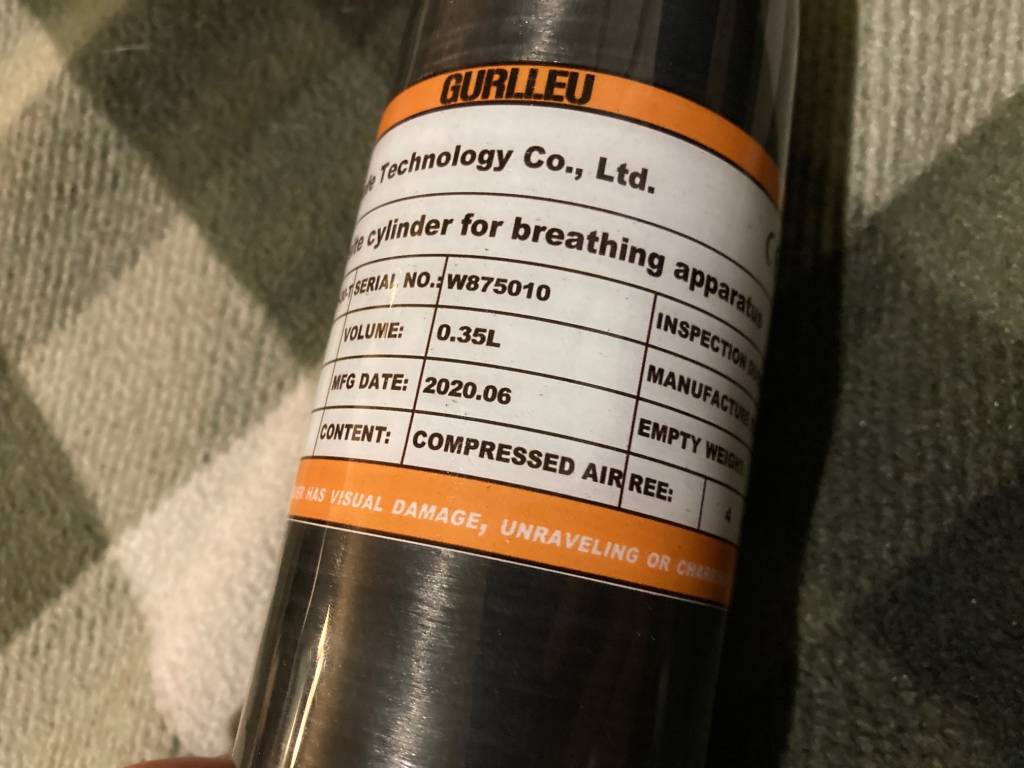 GURLLEU
Technology Co., Ltd.
cylinder for breathing apparatus
SERIAL NO.: W875010 INSPECTION
VOLUME: 0.35L MANUFACTURE
MFG DATE: 2020.06 EMPTY WEIGHT
CONTENT: COMPRESSED AIR REE: 4
HAS VISUAL DAMAGE, UNRAVELING OR